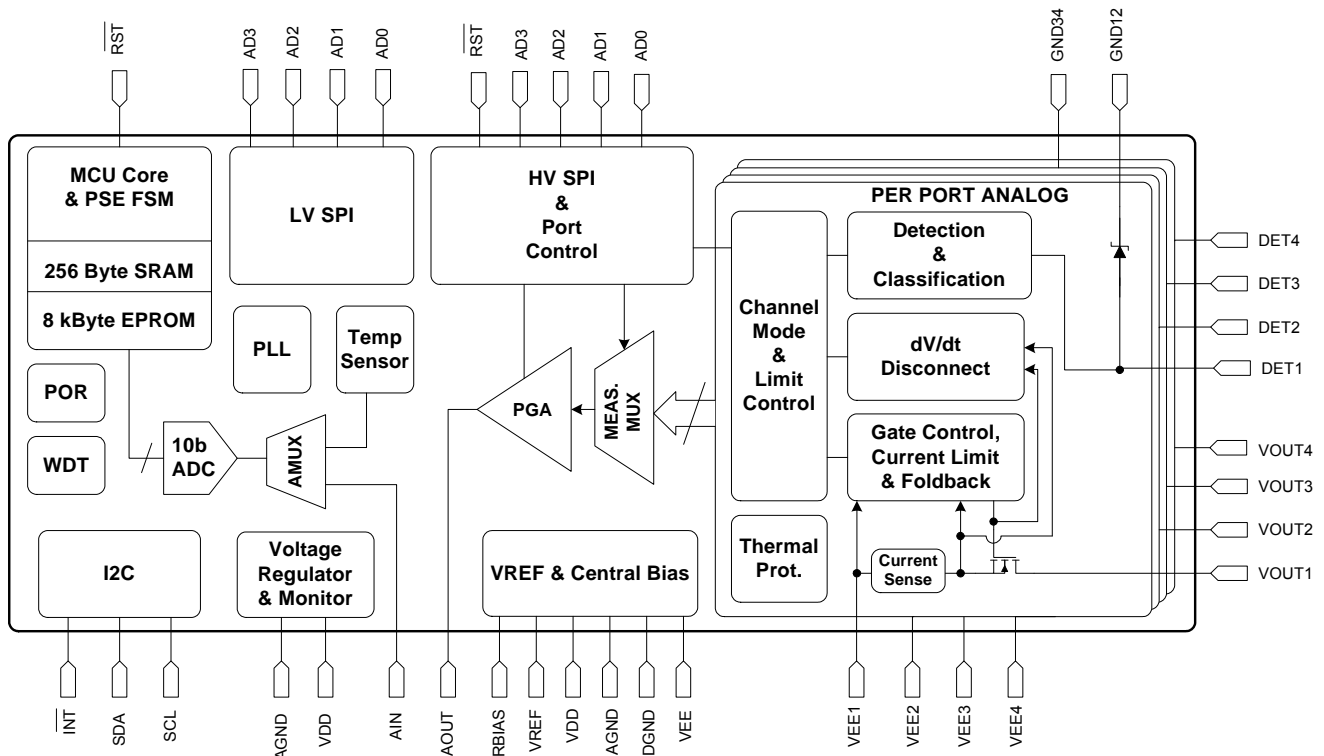 RST
AD3
AD2
AD1
AD0
RST
AD3
AD2
AD1
AD0
GND34
GND12
MCU Core
& PSE FSM
256 Byte SRAM
8 kByte EPROM
LV SPI
HV SPI
&
Port
Control
PER PORT ANALOG
Detection
&
Classification
Channel
Mode
&
Limit
Control
dV/dt
Disconnect
Gate Control,
Current Limit
& Foldback
Thermal
Prot.
Current
Sense
PLL
Temp
Sensor
POR
WDT
10b
ADC
AMUX
PGA
MEAS.
MUX
I2C
Voltage
Regulator
& Monitor
VREF & Central Bias
DET4
DET3
DET2
DET1
VOUT4
VOUT3
VOUT2
VOUT1
INT
SDA
SCL
AGND
VDD
AIN
AOUT
RBIAS
VREF
VDD
AGND
DGND
VEE
VEE1
VEE2
VEE3
VEE4